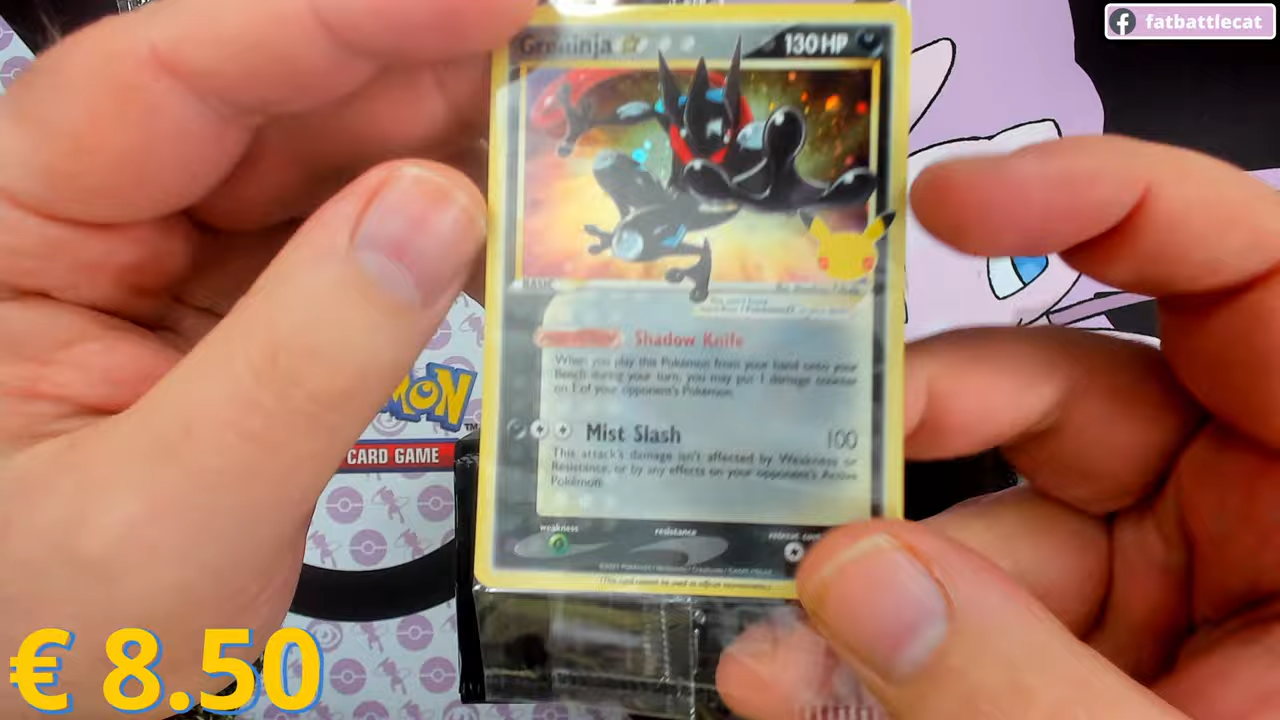 fatbattlecat
Greninja 130 HP
BASIC
Shadow Knife
When you play this Pokémon from your hand onto your
Bench during your turn, you may put 1 damage counter
on 1 of your opponent's Pokémon.
Mist Slash 100
This attack's damage isn't affected by Weakness or
Resistance, or by any effects on your opponent's Active
Pokémon.
MON
CARD GAME
weakness resistance retreat cost
€ 8.50